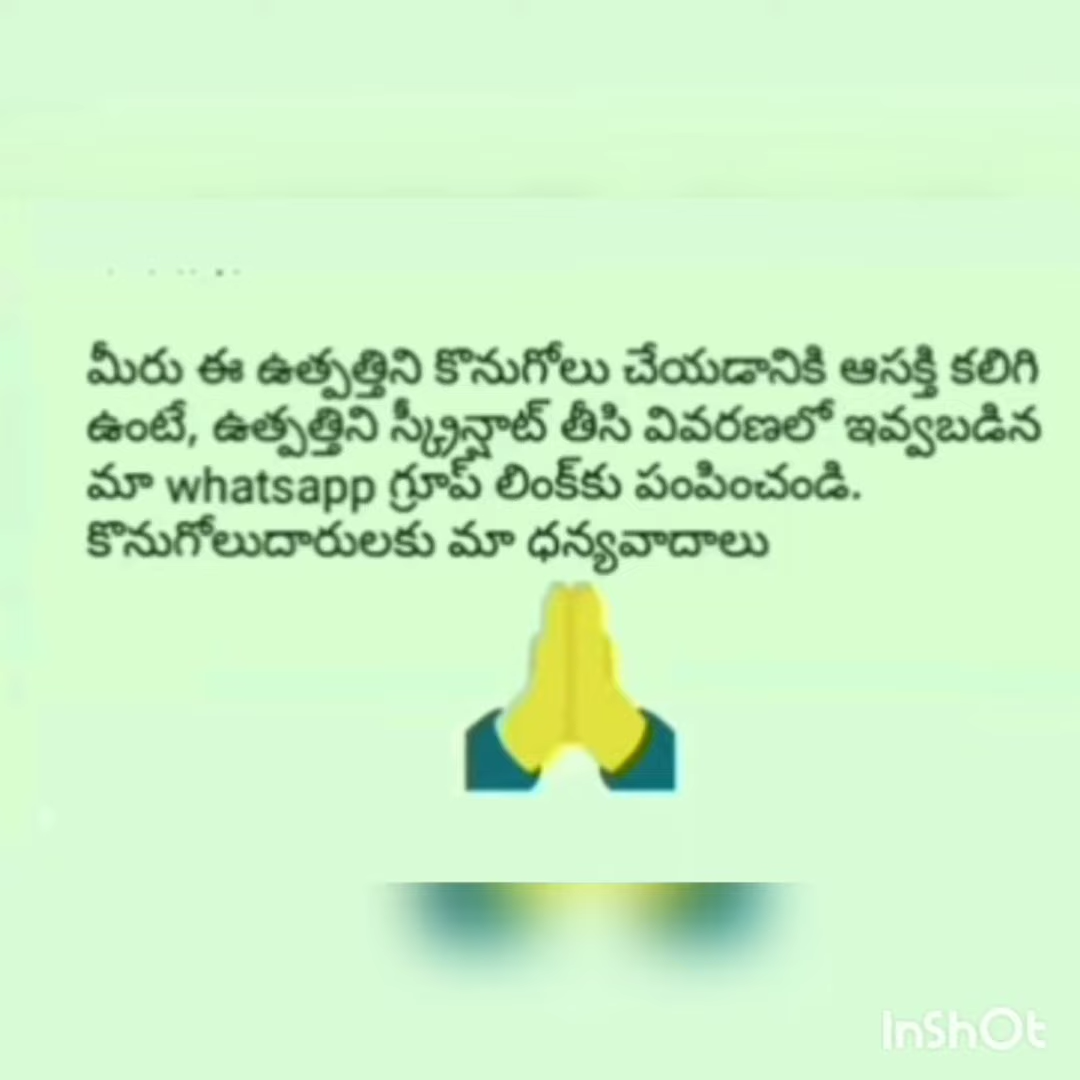 మీరు ఈ ఉత్పత్తిని కొనుగోలు చేయడానికి ఆసక్తి కలిగి
ఉంటే, ఉత్పత్తిని స్క్రీన్షాట్ తీసి వివరణలో ఇవ్వబడిన
మా whatsapp గ్రూప్ లింక్‌కు పంపించండి.
కొనుగోలుదారులకు మా ధన్యవాదాలు
InShOt